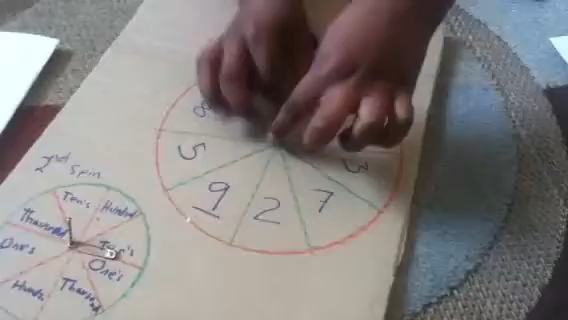 8
5
9
2
7
3
2nd Spin
Ten's
Hundred
Thousand
Ten's
One's
One's
Hundr
Thousand